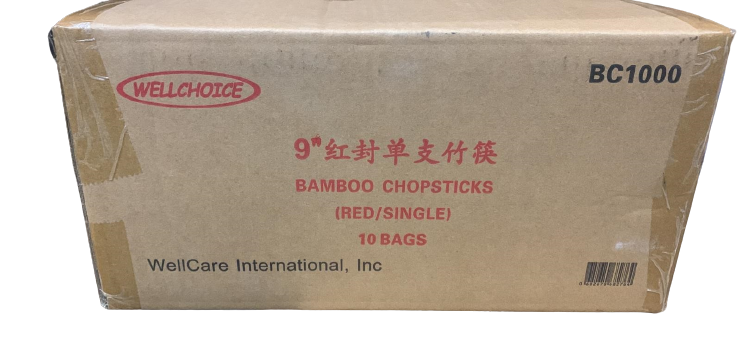 WELLCHOICE
BC1000
9"红封单支竹筷
BAMBOO CHOPSTICKS
(RED/SINGLE)
10 BAGS
WellCare International, Inc